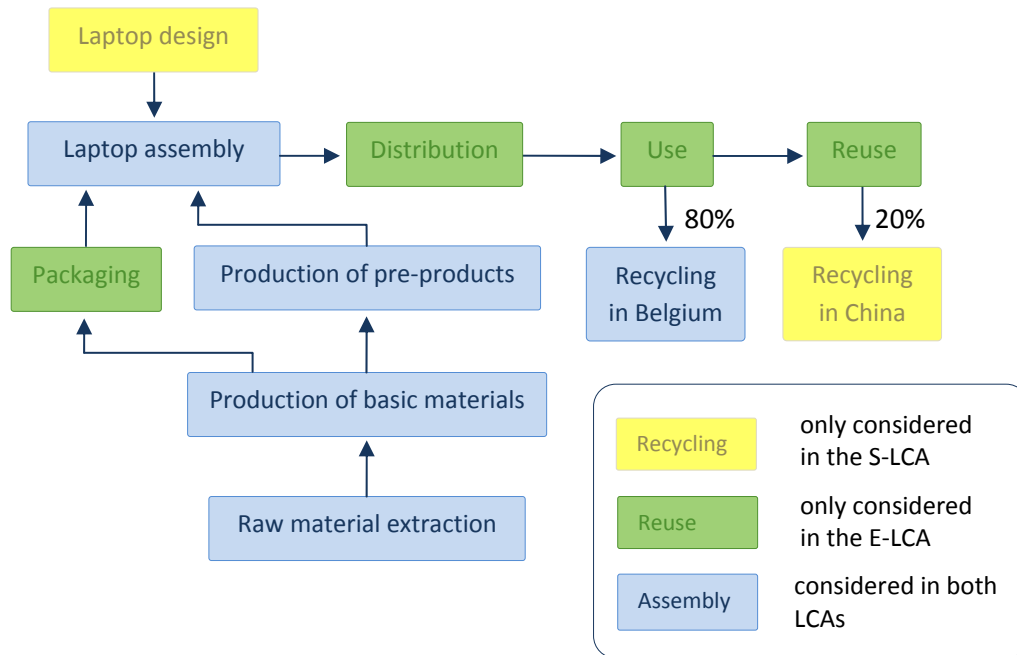 Laptop design
Laptop assembly
Distribution
Use
Reuse
80%
20%
Packaging
Production of pre-products
Recycling
in Belgium
Recycling
in China
Production of basic materials
Raw material extraction
Recycling
only considered
in the S-LCA
Reuse
only considered
in the E-LCA
Assembly
considered in both
LCAs